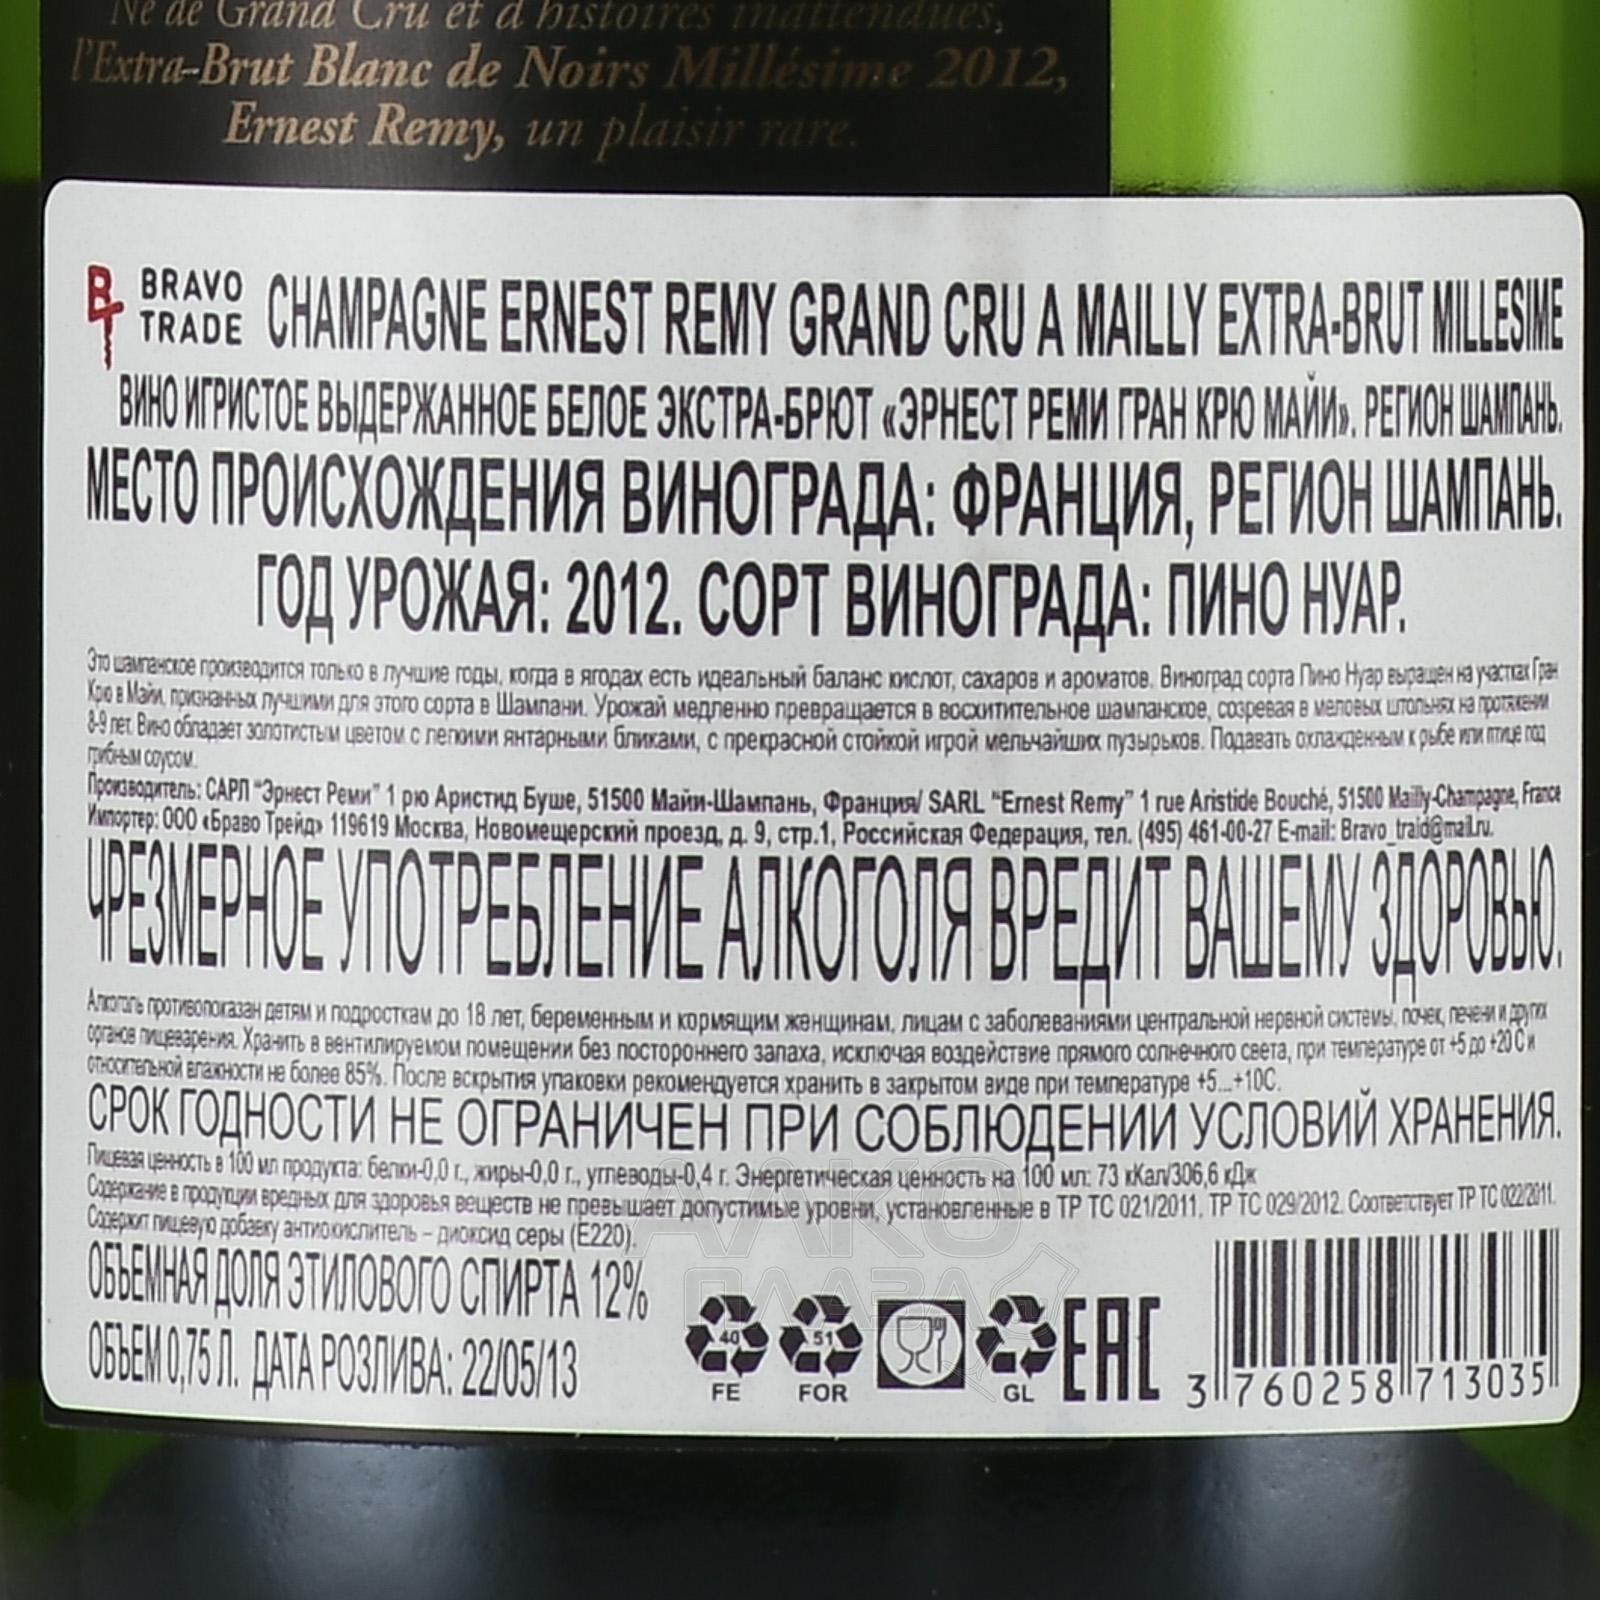 Né de Grand Cru et d'histoires inattendues,
l'Extra-Brut Blanc de Noirs Millésime 2012,
Ernest Remy, un plaisir rare.
BRAVO
TRADE
CHAMPAGNE ERNEST REMY GRAND CRU A MAILLY EXTRA-BRUT MILLESIME
ВИНО ИГРИСТОЕ ВЫДЕРЖАННОЕ БЕЛОЕ ЭКСТРА-БРЮТ «ЭРНЕСТ РЕМИ ГРАН КРЮ МАЙИ». РЕГИОН ШАМПАНЬ.
МЕСТО ПРОИСХОЖДЕНИЯ ВИНОГРАДА: ФРАНЦИЯ, РЕГИОН ШАМПАНЬ.
ГОД УРОЖАЯ: 2012. СОРТ ВИНОГРАДА: ПИНО НУАР.
Это шампанское производится только в лучшие годы, когда в ягодах есть идеальный баланс кислот, сахаров и ароматов. Виноград сорта Пино Нуар выращен на участках Гран
Крю в Майи, признанных лучшими для этого сорта в Шампани. Урожай медленно превращается в восхитительное шампанское, созревая в меловых штольнях на протяжении
8-9 лет. Вино обладает золотистым цветом с легкими янтарными бликами, с прекрасной стойкой игрой мельчайших пузырьков. Подавать охлажденным к рыбе или птице под
грибным соусом.
Производитель: САРЛ "Эрнест Реми" 1 рю Аристид Буше, 51500 Майи-Шампань, Франция/ SARL "Ernest Remy" 1 rue Aristide Bouché, 51500 Mailly-Champagne, France
Импортер: ООО «Браво Трейд» 119619 Москва, Новомещерский проезд, д. 9, стр.1, Российская Федерация, тел. (495) 461-00-27 E-mail: Bravo_traid@mail.ru.
ЧРЕЗМЕРНОЕ УПОТРЕБЛЕНИЕ АЛКОГОЛЯ ВРЕДИТ ВАШЕМУ ЗДОРОВЬЮ.
Алкоголь противопоказан детям и подросткам до 18 лет, беременным и кормящим женщинам, лицам с заболеваниями центральной нервной системы, почек, печени и других
органов пищеварения. Хранить в вентилируемом помещении без постороннего запаха, исключая воздействие прямого солнечного света, при температуре от +5 до +20 С и
относительной влажности не более 85%. После вскрытия упаковки рекомендуется хранить в закрытом виде при температуре +5...+10С.
СРОК ГОДНОСТИ НЕ ОГРАНИЧЕН ПРИ СОБЛЮДЕНИИ УСЛОВИЙ ХРАНЕНИЯ.
Пищевая ценность в 100 мл продукта: белки-0,0 г., жиры-0,0 г., углеводы-0,4 г. Энергетическая ценность на 100 мл: 73 кКал/306,6 кДж
Содержание в продукции вредных для здоровья веществ не превышает допустимые уровни, установленные в ТР ТС 021/2011, ТР ТС 029/2012. Соответствует ТР ТС 022/2011.
Содержит пищевую добавку антиокислитель – диоксид серы (Е220).
АЛКО
ПЛАЗА
ОБЪЕМНАЯ ДОЛЯ ЭТИЛОВОГО СПИРТА 12%
ОБЪЕМ 0,75 Л. ДАТА РОЗЛИВА: 22/05/13
40
FE
51
FOR
GL
EAC
3 760258 713035